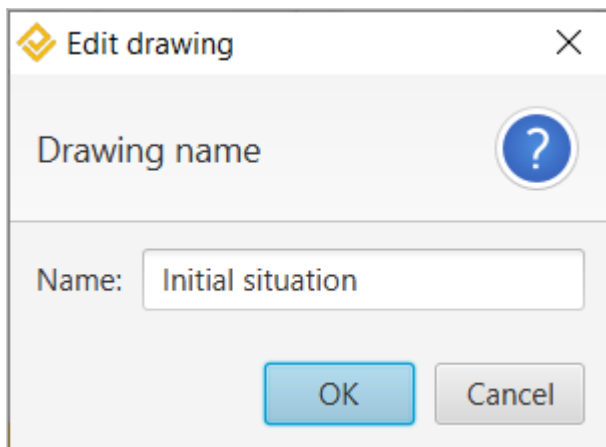 Edit drawing
Drawing name
?
Name: Initial situation
OK Cancel